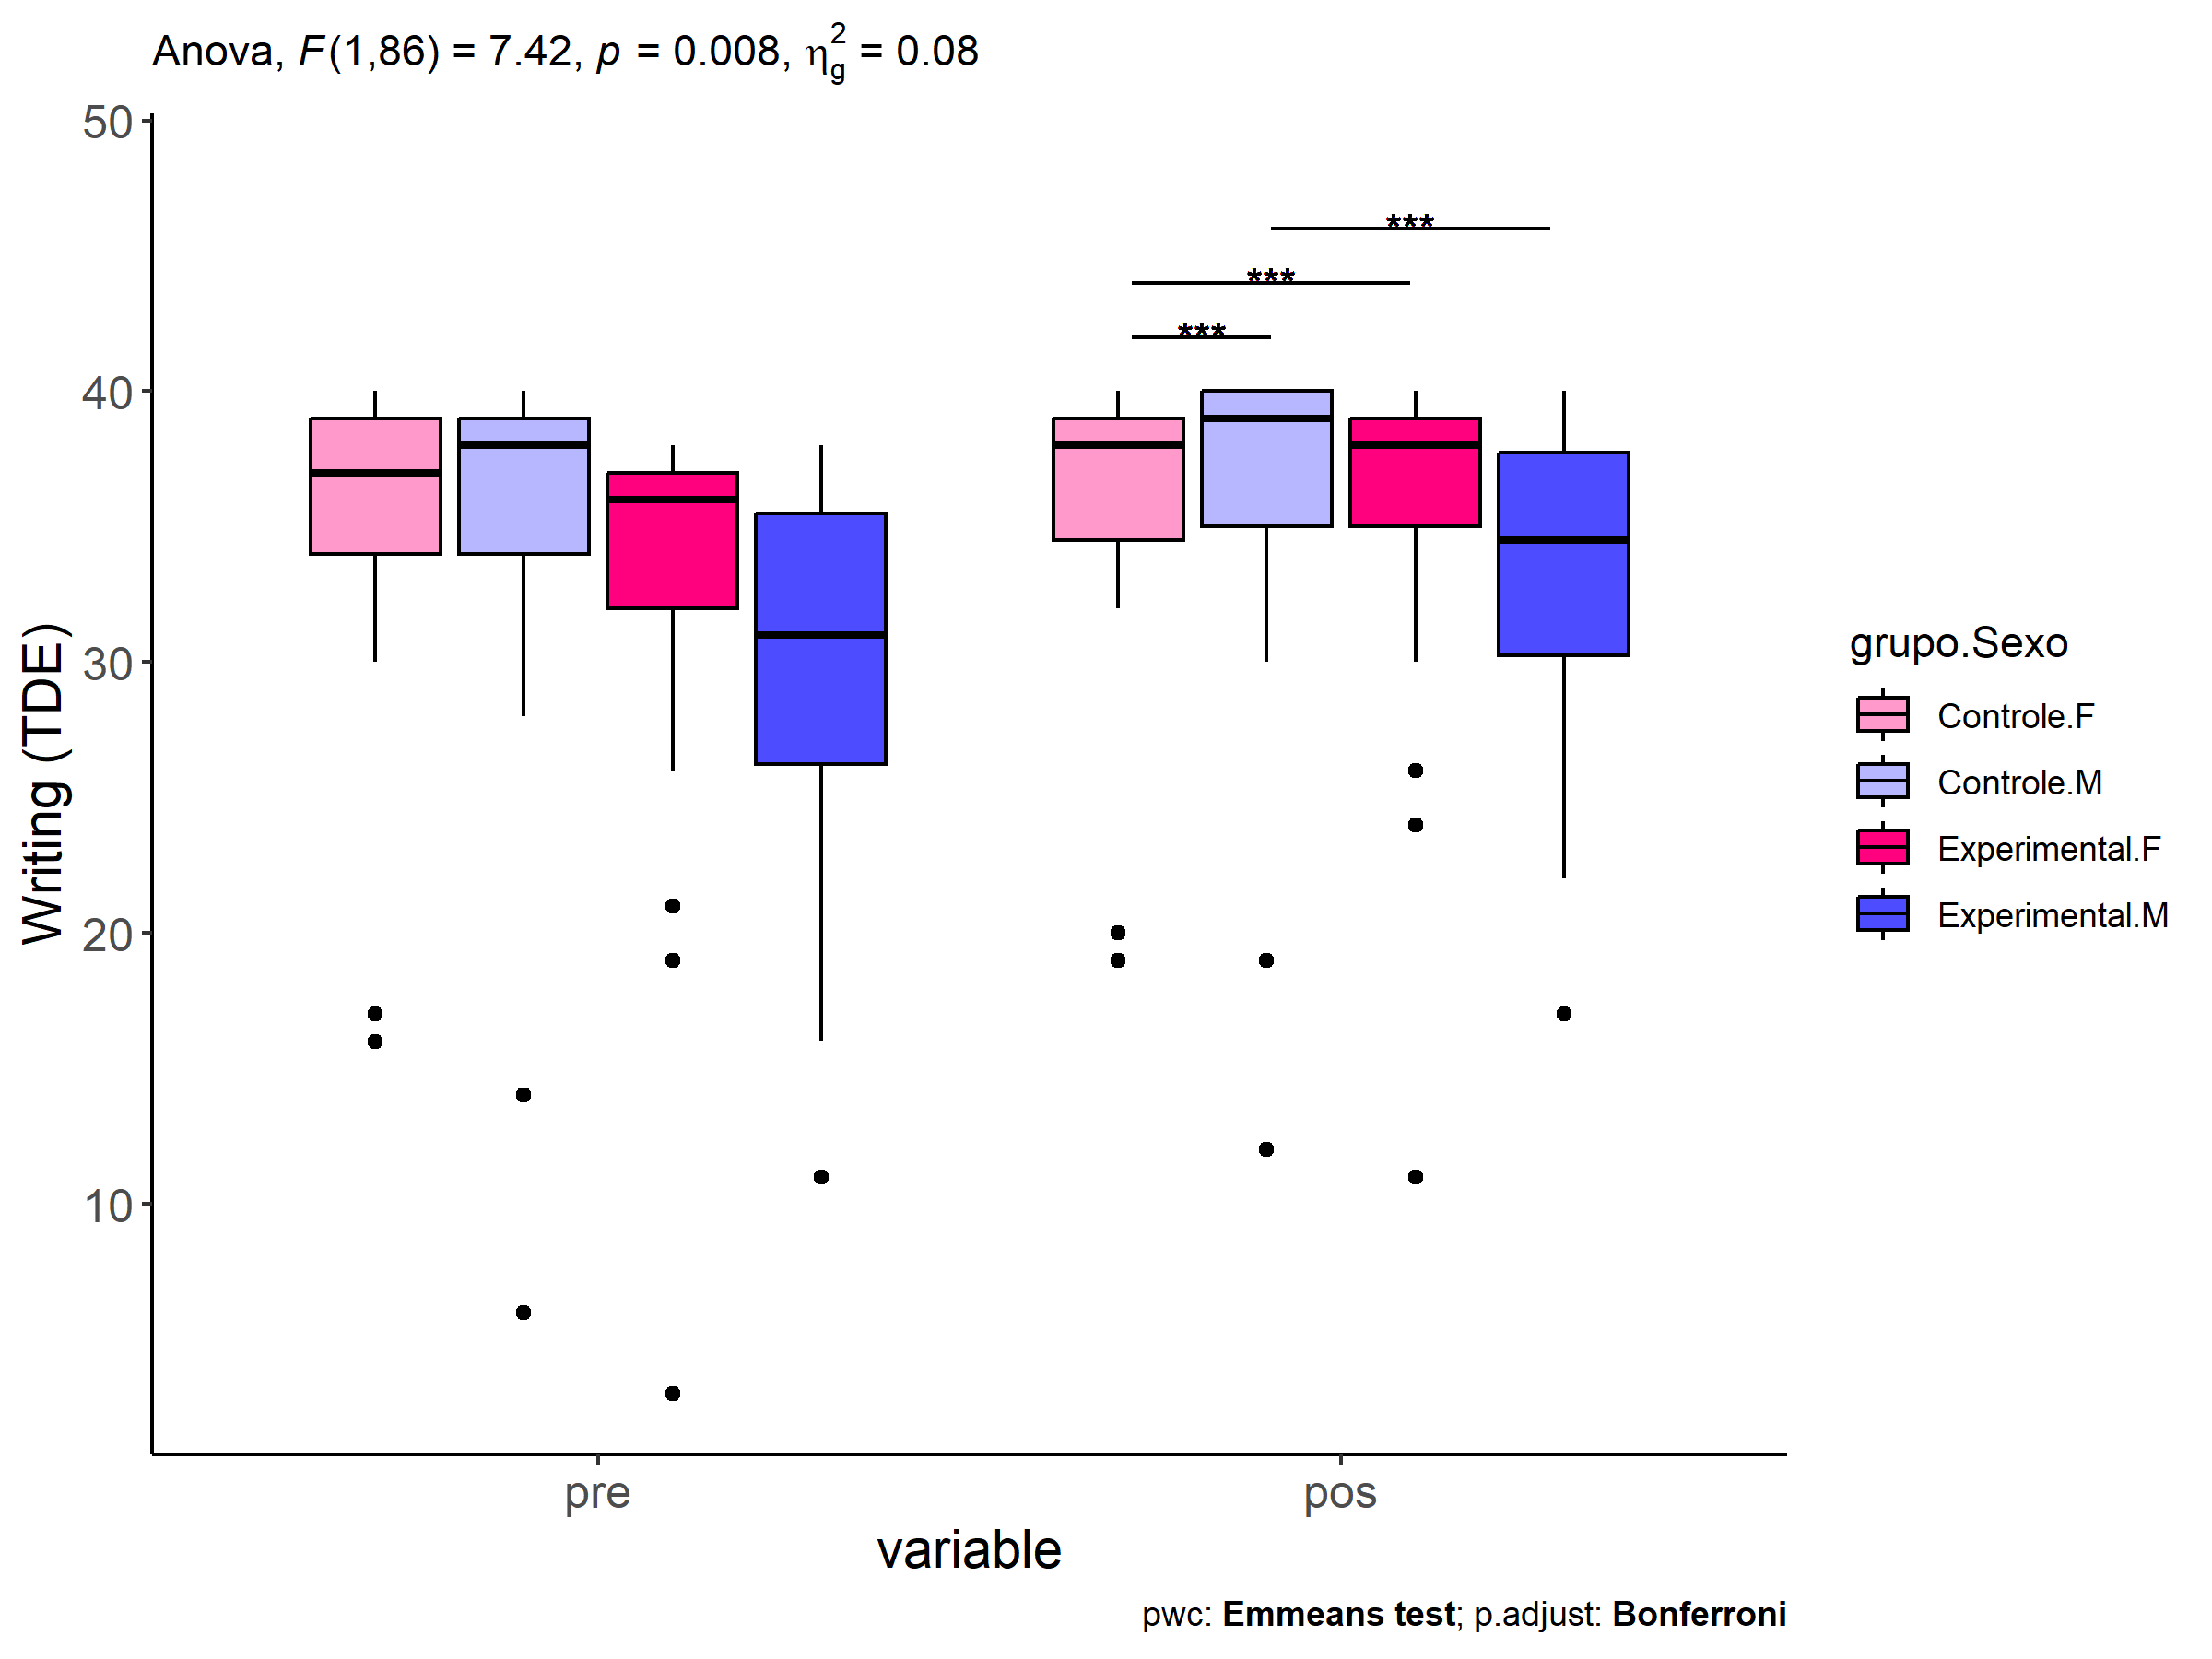 Anova, F(1,86) = 7.42, p = 0.008, η²g = 0.08
50
40
30
20
10
Writing (TDE)
***
***
***
pre
pos
variable
grupo.Sexo
Controle.F
Controle.M
Experimental.F
Experimental.M
pwc: Emmeans test; p.adjust: Bonferroni